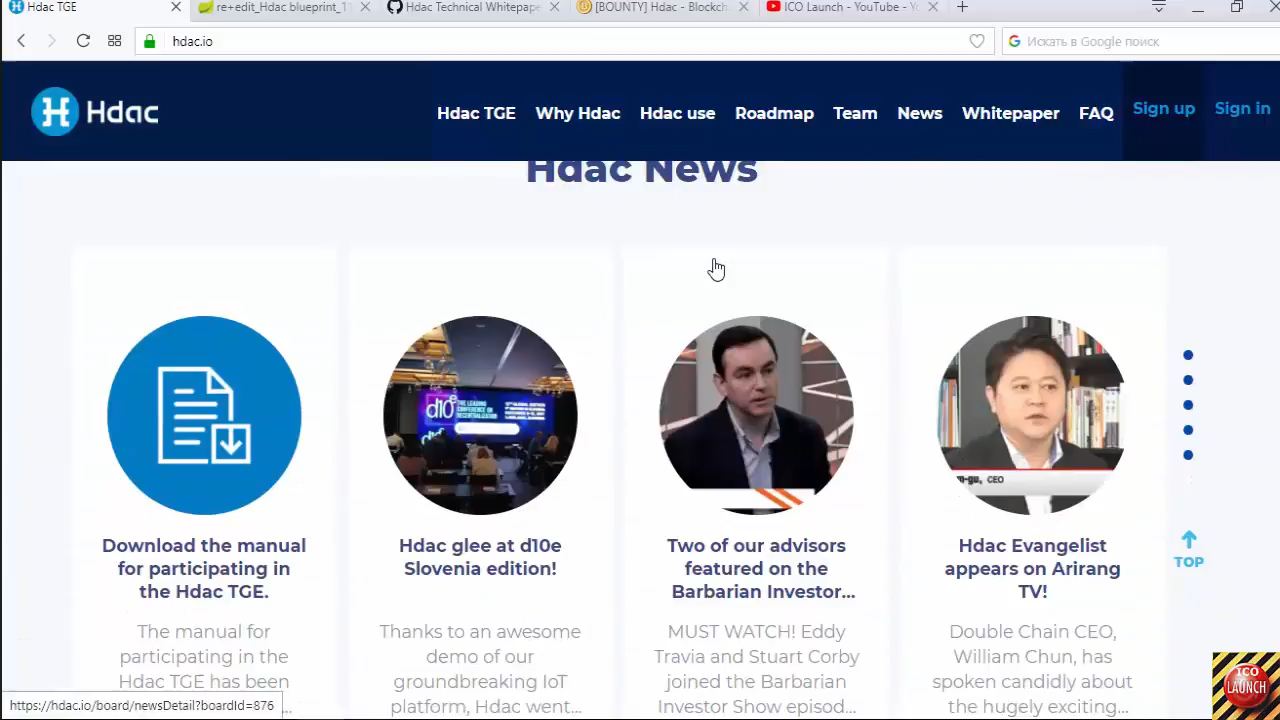 Hdac TGE
re+edit_Hdac blueprint_1
Hdac Technical Whitepape
[BOUNTY] Hdac - Blockch
ICO Launch - YouTube - Y
hdac.io
Искать в Google поиск
Hdac
Hdac TGE
Why Hdac
Hdac use
Roadmap
Team
News
Whitepaper
FAQ
Sign up
Sign in
Hdac News
d10e
THE LEADING
CONFERENCE ON
DECENTRALIZATION
CEO
Download the manual
for participating in
the Hdac TGE.
The manual for
participating in the
Hdac TGE has been
Hdac glee at d10e
Slovenia edition!
Thanks to an awesome
demo of our
groundbreaking IOT
platform, Hdac went...
Two of our advisors
featured on the
Barbarian Investor...
MUST WATCH! Eddy
Travia and Stuart Corby
joined the Barbarian
Investor Show episod...
Hdac Evangelist
appears on Arirang
TV!
Double Chain CEO,
William Chun, has
spoken candidly about
the hugely exciting...
TOP
https://hdac.io/board/newsDetail?boardId=876
ICO
LAUNCH